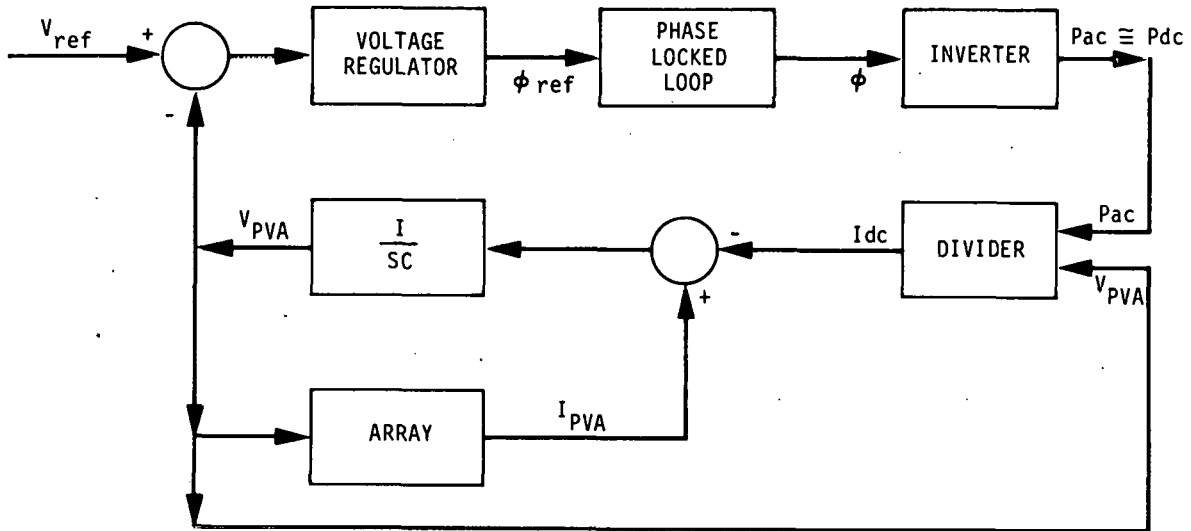 V_ref
+
-
VOLTAGE
REGULATOR
ϕ ref
PHASE
LOCKED
LOOP
ϕ
INVERTER
Pac ≅ Pdc
V_PVA
I
SC
-
+
Idc
DIVIDER
Pac
V_PVA
ARRAY
I_PVA